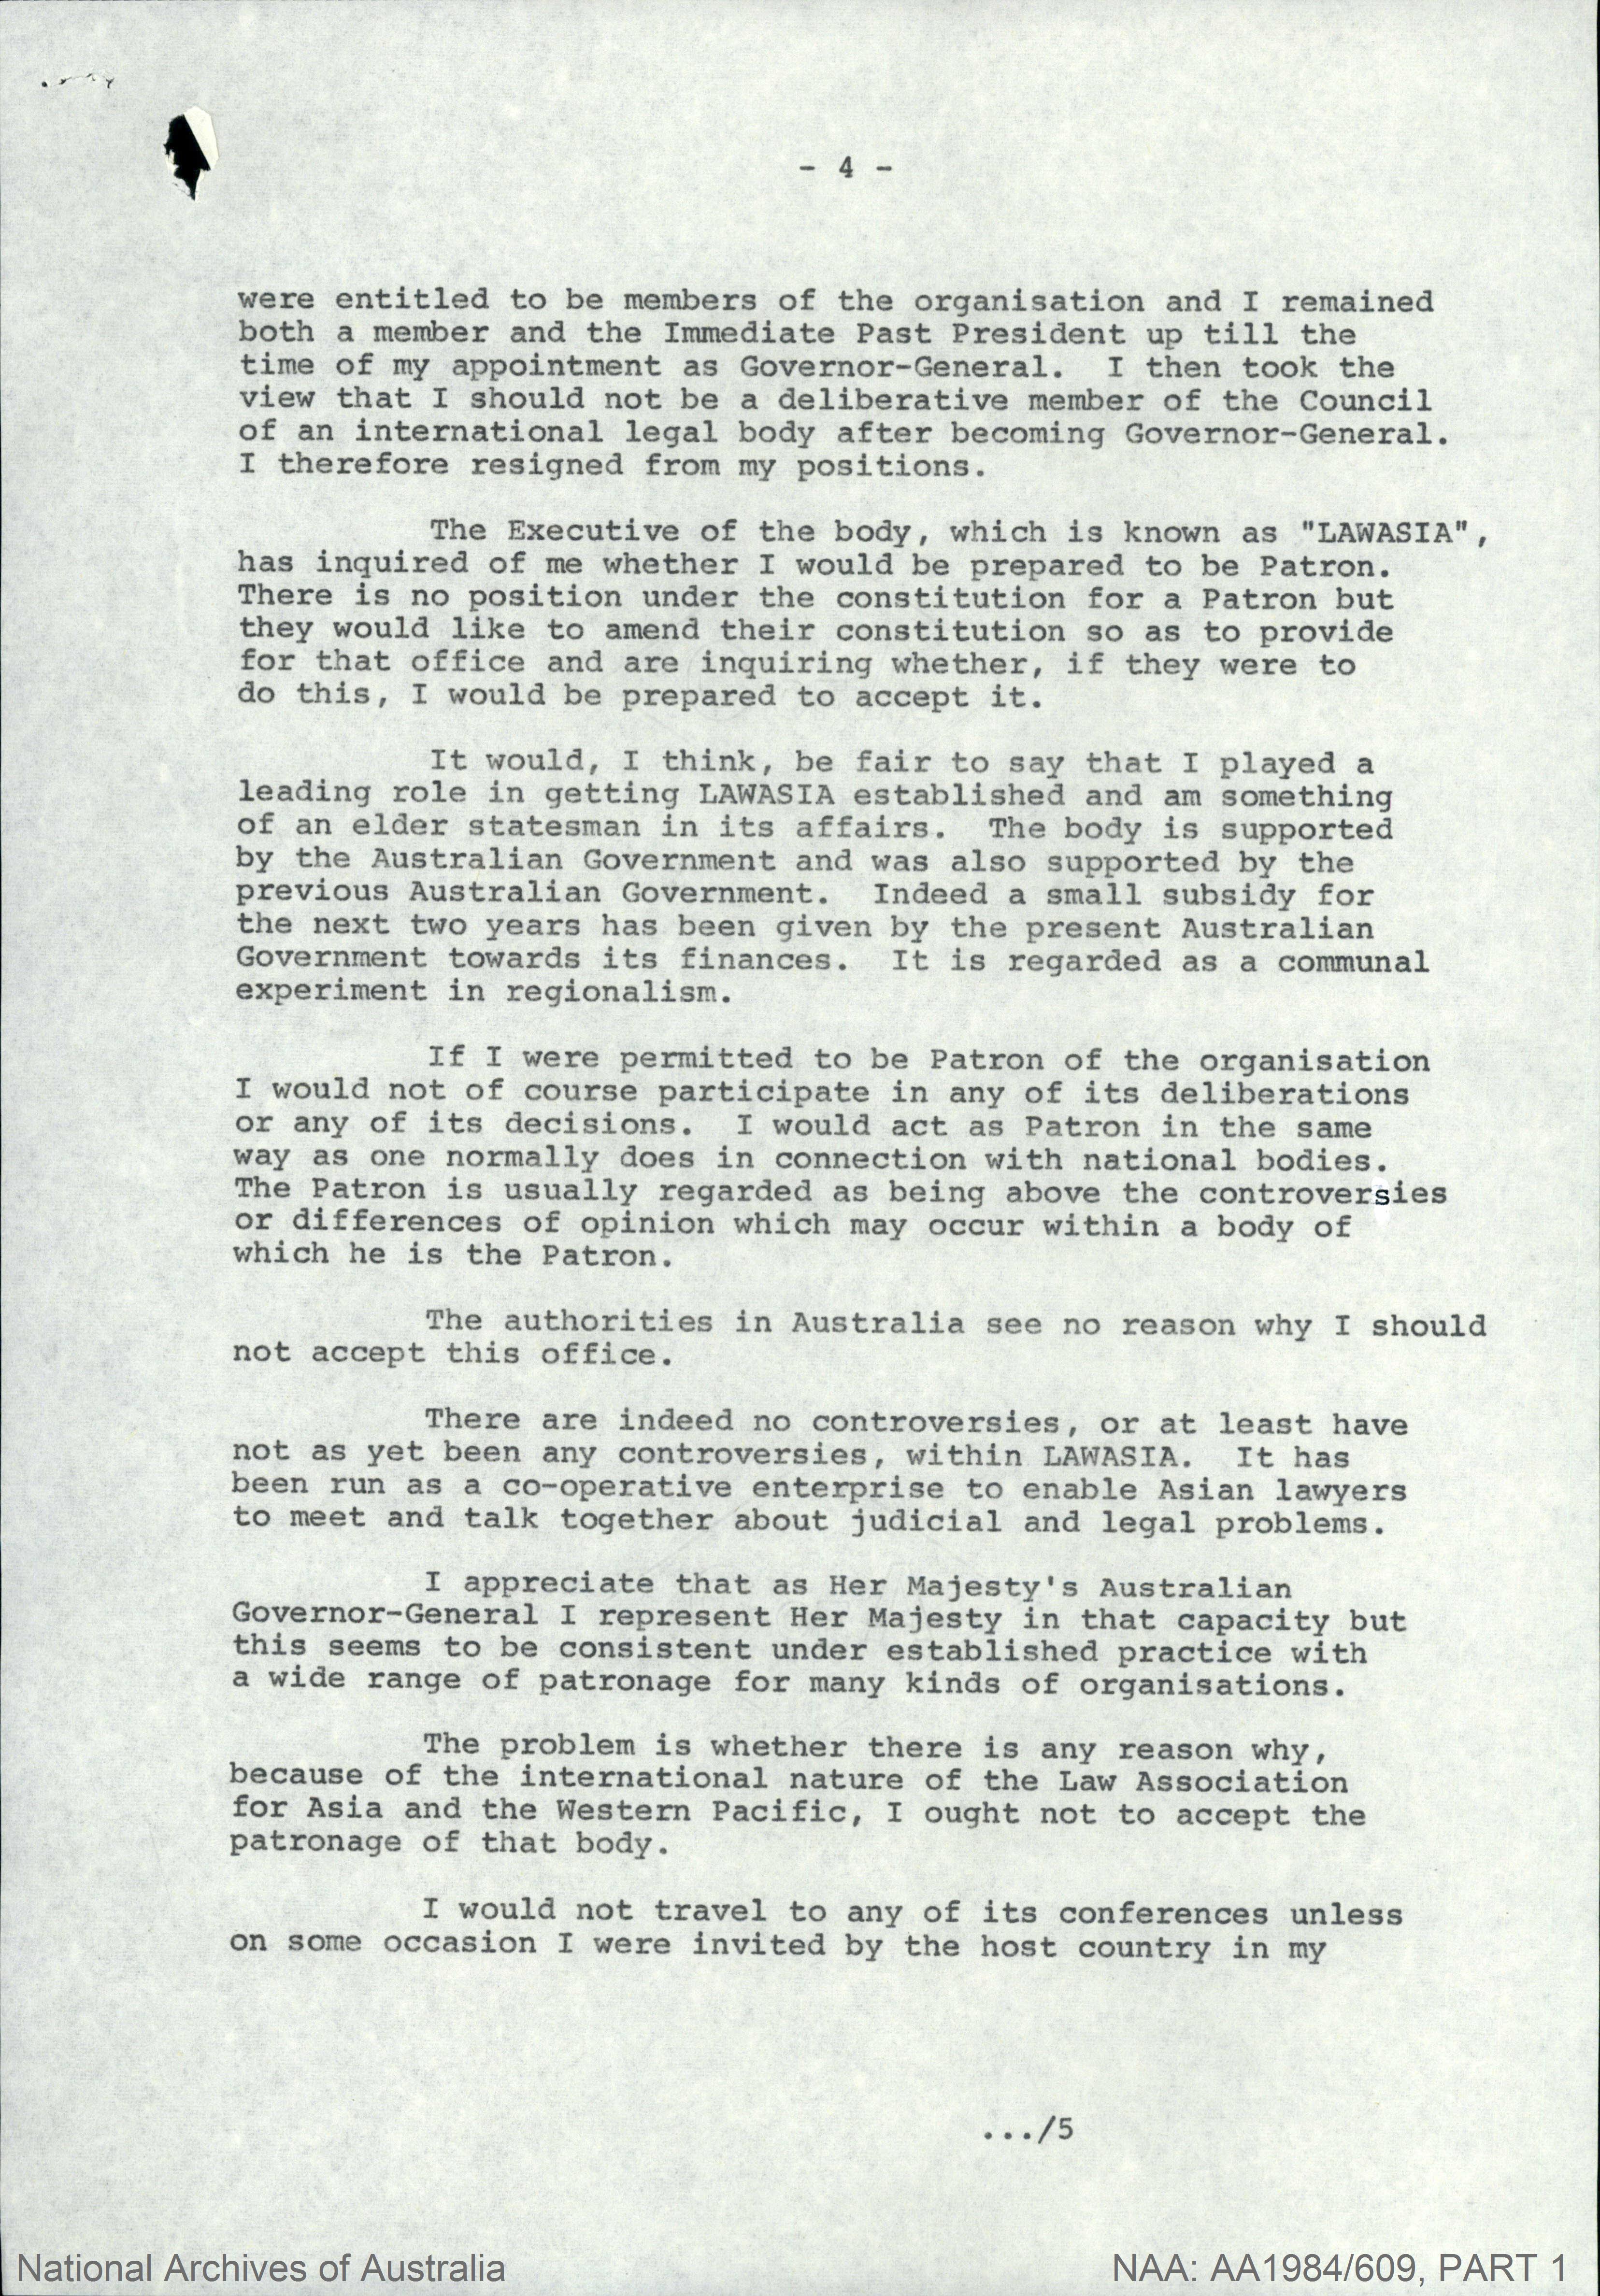 - 4 -
were entitled to be members of the organisation and I remained
both a member and the Immediate Past President up till the
time of my appointment as Governor-General. I then took the
view that I should not be a deliberative member of the Council
of an international legal body after becoming Governor-General.
I therefore resigned from my positions.
The Executive of the body, which is known as "LAWASIA",
has inquired of me whether I would be prepared to be Patron.
There is no position under the constitution for a Patron but
they would like to amend their constitution so as to provide
for that office and are inquiring whether, if they were to
do this, I would be prepared to accept it.
It would, I think, be fair to say that I played a
leading role in getting LAWASIA established and am something
of an elder statesman in its affairs. The body is supported
by the Australian Government and was also supported by the
previous Australian Government. Indeed a small subsidy for
the next two years has been given by the present Australian
Government towards its finances. It is regarded as a communal
experiment in regionalism.
If I were permitted to be Patron of the organisation
I would not of course participate in any of its deliberations
or any of its decisions. I would act as Patron in the same
way as one normally does in connection with national bodies.
The Patron is usually regarded as being above the controversies
or differences of opinion which may occur within a body of
which he is the Patron.
The authorities in Australia see no reason why I should
not accept this office.
There are indeed no controversies, or at least have
not as yet been any controversies, within LAWASIA. It has
been run as a co-operative enterprise to enable Asian lawyers
to meet and talk together about judicial and legal problems.
I appreciate that as Her Majesty's Australian
Governor-General I represent Her Majesty in that capacity but
this seems to be consistent under established practice with
a wide range of patronage for many kinds of organisations.
The problem is whether there is any reason why,
because of the international nature of the Law Association
for Asia and the Western Pacific, I ought not to accept the
patronage of that body.
I would not travel to any of its conferences unless
on some occasion I were invited by the host country in my
.../5
National Archives of Australia
NAA: AA1984/609, PART 1